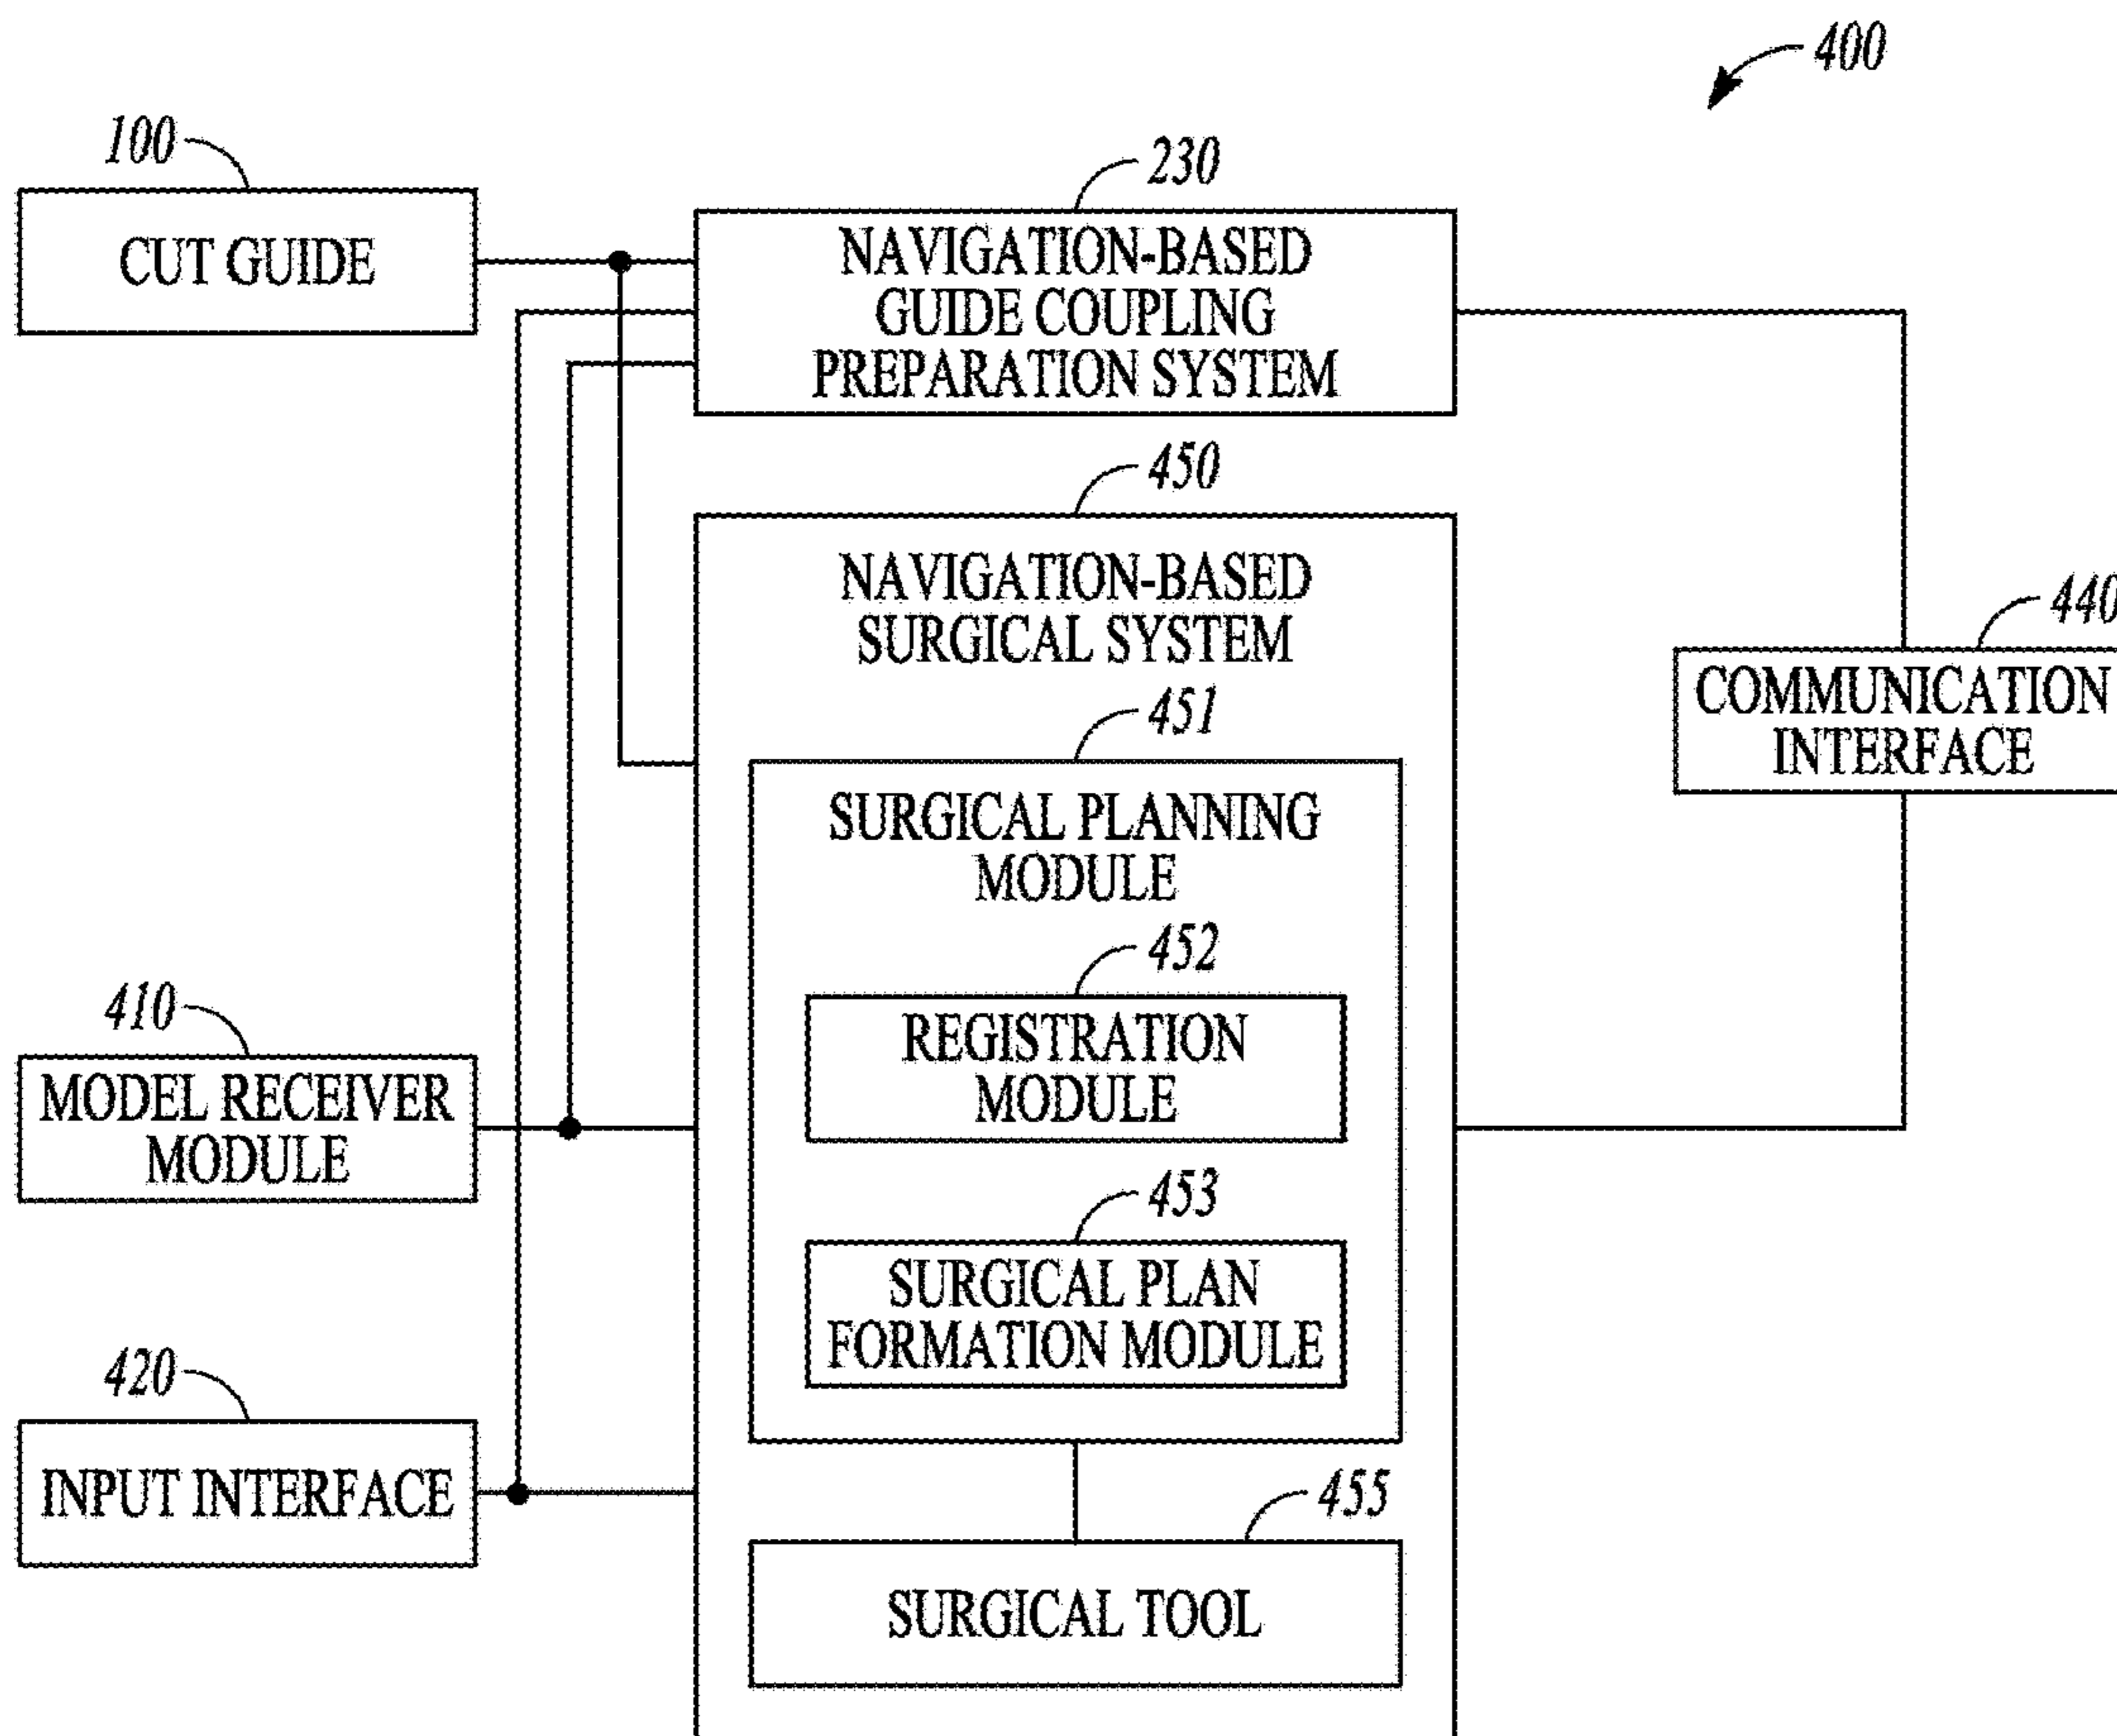 400
100
CUT GUIDE
230
NAVIGATION-BASED
GUIDE COUPLING
PREPARATION SYSTEM
450
NAVIGATION-BASED
SURGICAL SYSTEM
440
COMMUNICATION
INTERFACE
451
SURGICAL PLANNING
MODULE
452
REGISTRATION
MODULE
410
MODEL RECEIVER
MODULE
453
SURGICAL PLAN
FORMATION MODULE
420
INPUT INTERFACE
455
SURGICAL TOOL